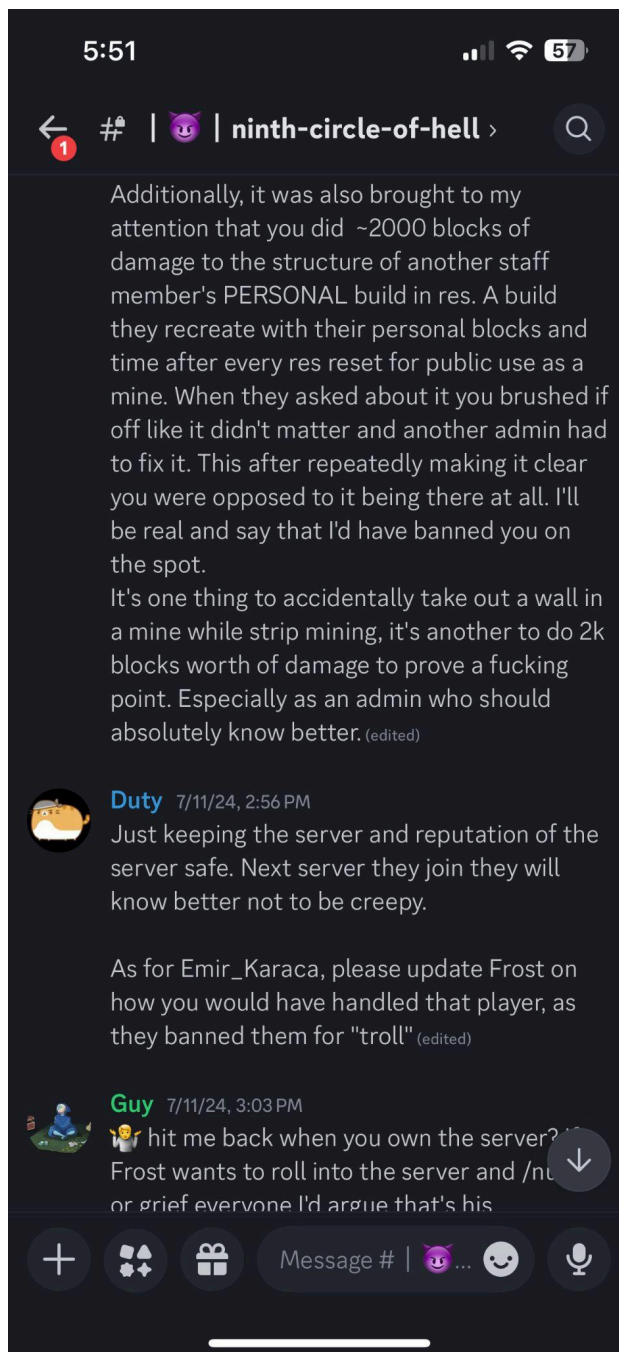 5:51
57
1
# | 😈 | ninth-circle-of-hell ›
Additionally, it was also brought to my
attention that you did ~2000 blocks of
damage to the structure of another staff
member's PERSONAL build in res. A build
they recreate with their personal blocks and
time after every res reset for public use as a
mine. When they asked about it you brushed if
off like it didn't matter and another admin had
to fix it. This after repeatedly making it clear
you were opposed to it being there at all. I'll
be real and say that I'd have banned you on
the spot.
It's one thing to accidentally take out a wall in
a mine while strip mining, it's another to do 2k
blocks worth of damage to prove a fucking
point. Especially as an admin who should
absolutely know better. (edited)
Duty 7/11/24, 2:56 PM
Just keeping the server and reputation of the
server safe. Next server they join they will
know better not to be creepy.
As for Emir_Karaca, please update Frost on
how you would have handled that player, as
they banned them for "troll" (edited)
Guy 7/11/24, 3:03 PM
🤷‍♂️ hit me back when you own the server?
Frost wants to roll into the server and
or grief everyone I'd argue that's his
Message # | 😈...